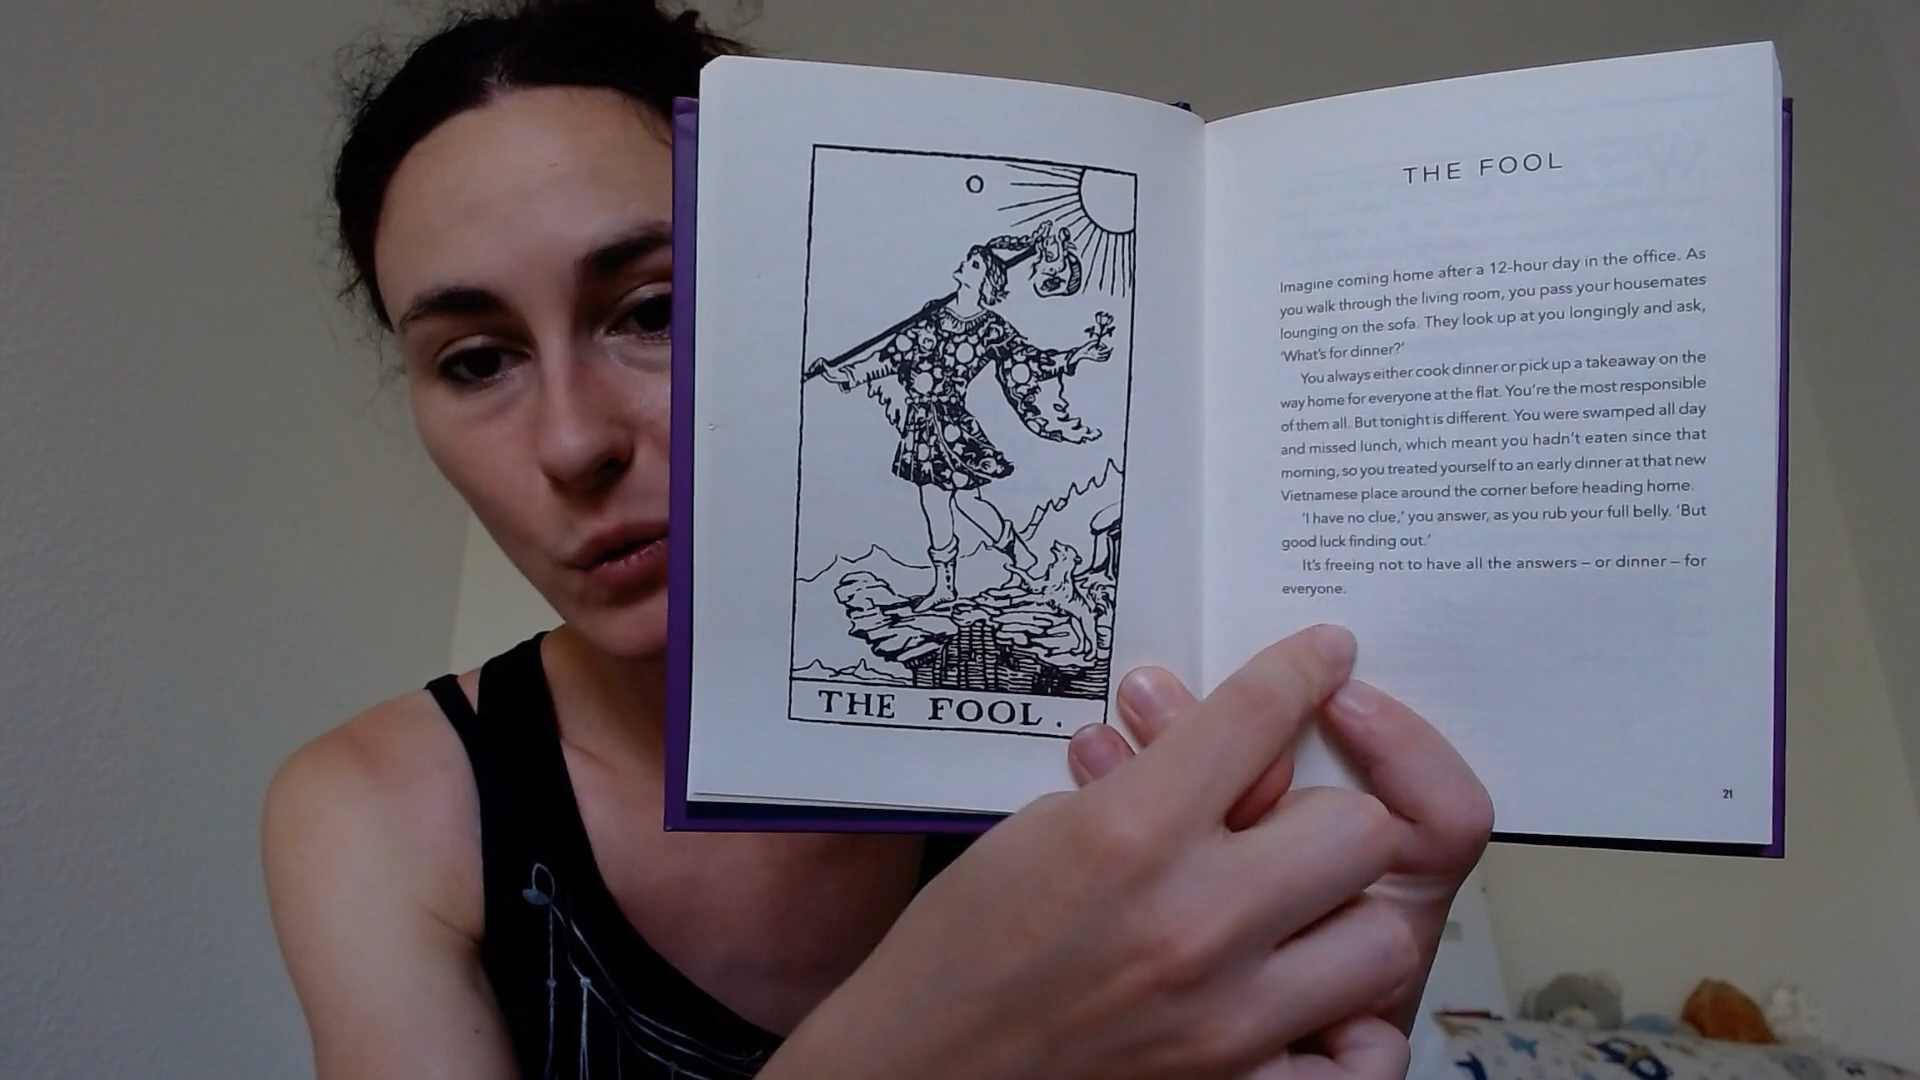 O
THE FOOL.
THE FOOL
Imagine coming home after a 12-hour day in the office. As
you walk through the living room, you pass your housemates
lounging on the sofa. They look up at you longingly and ask,
‘What’s for dinner?’
You always either cook dinner or pick up a takeaway on the
way home for everyone at the flat. You’re the most responsible
of them all. But tonight is different. You were swamped all day
and missed lunch, which meant you hadn’t eaten since that
morning, so you treated yourself to an early dinner at that new
Vietnamese place around the corner before heading home.
‘I have no clue,’ you answer, as you rub your full belly. ‘But
good luck finding out.’
It’s freeing not to have all the answers – or dinner – for
everyone.
21